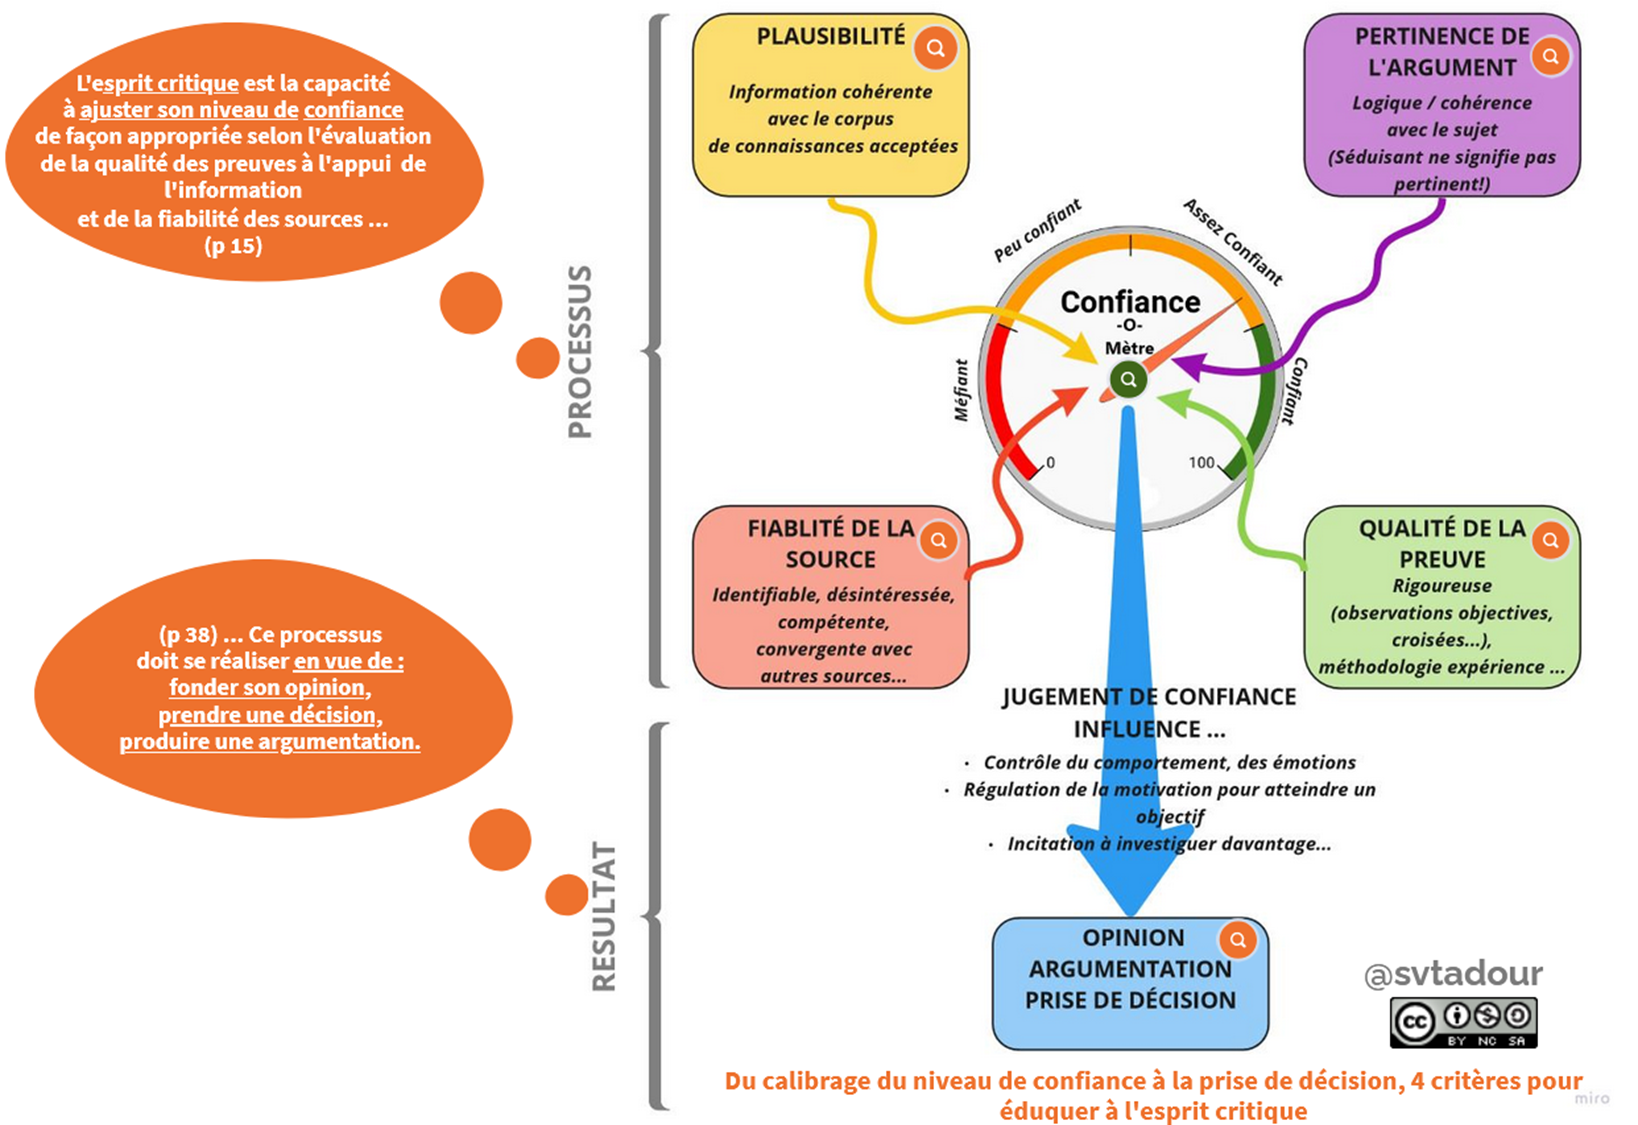 L'esprit critique est la capacité
à ajuster son niveau de confiance
de façon appropriée selon l'évaluation
de la qualité des preuves à l'appui de
l'information
et de la fiabilité des sources ...
(p 15)
PROCESSUS
PLAUSIBILITÉ
Information cohérente
avec le corpus
de connaissances acceptées
PERTINENCE DE
L'ARGUMENT
Logique / cohérence
avec le sujet
(Séduisant ne signifie pas
pertinent!)
Méfiant
Peu confiant
Assez Confiant
Confiant
Confiance
-O-
Mètre
0
100
FIABLITÉ DE LA
SOURCE
Identifiable, désintéressée,
compétente,
convergente avec
autres sources...
QUALITÉ DE LA
PREUVE
Rigoureuse
(observations objectives,
croisées...),
méthodologie expérience ...
(p 38) ... Ce processus
doit se réaliser en vue de :
fonder son opinion,
prendre une décision,
produire une argumentation.
RESULTAT
JUGEMENT DE CONFIANCE
INFLUENCE ...
· Contrôle du comportement, des émotions
· Régulation de la motivation pour atteindre un
objectif
· Incitation à investiguer davantage...
OPINION
ARGUMENTATION
PRISE DE DÉCISION
@svtadour
cc
BY NC SA
Du calibrage du niveau de confiance à la prise de décision, 4 critères pour
éduquer à l'esprit critique
miro